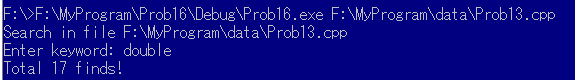 F:\>F:\MyProgram\Prob16\Debug\Prob16.exe F:\MyProgram\data\Prob13.cpp
Search in file F:\MyProgram\data\Prob13.cpp
Enter keyword: double
Total 17 finds!